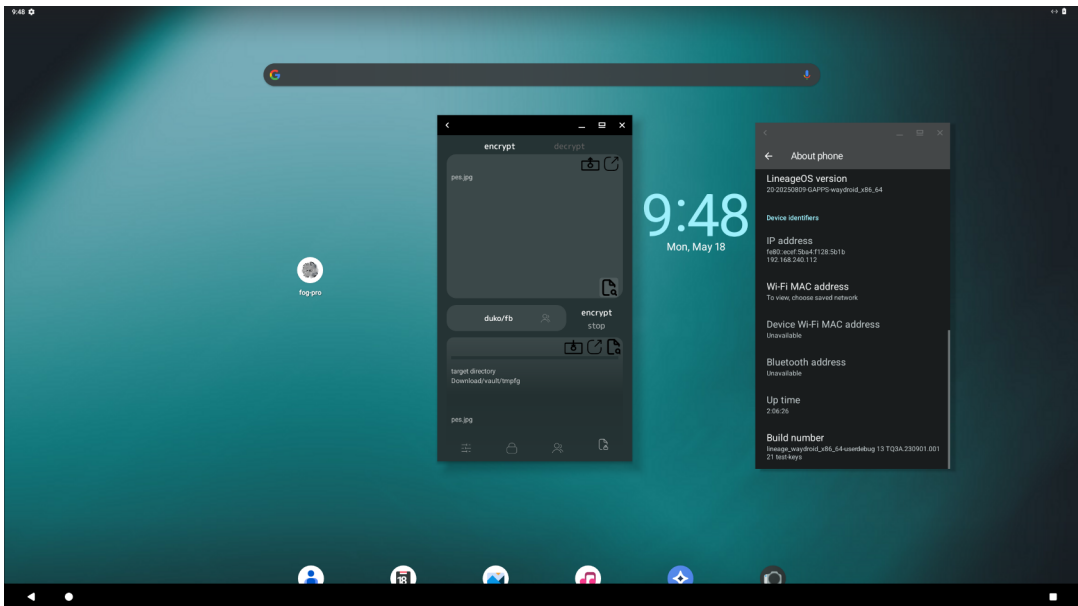 9:48
encrypt decrypt
pes.jpg
duko/fb
encrypt
stop
target directory
Download/vault/tmpfg
pes.jpg
9:48
Mon, May 18
fog-pro
About phone
LineageOS version
20-20250809-GAPPS-waydroid_x86_64
Device identifiers
IP address
fe80::ecef:5ba4:f128:5b1b
192.168.240.112
Wi-Fi MAC address
To view, choose saved network
Device Wi-Fi MAC address
Unavailable
Bluetooth address
Unavailable
Up time
2:06:26
Build number
lineage_waydroid_x86_64-userdebug 13 TQ3A.230901.001
21 test-keys
18